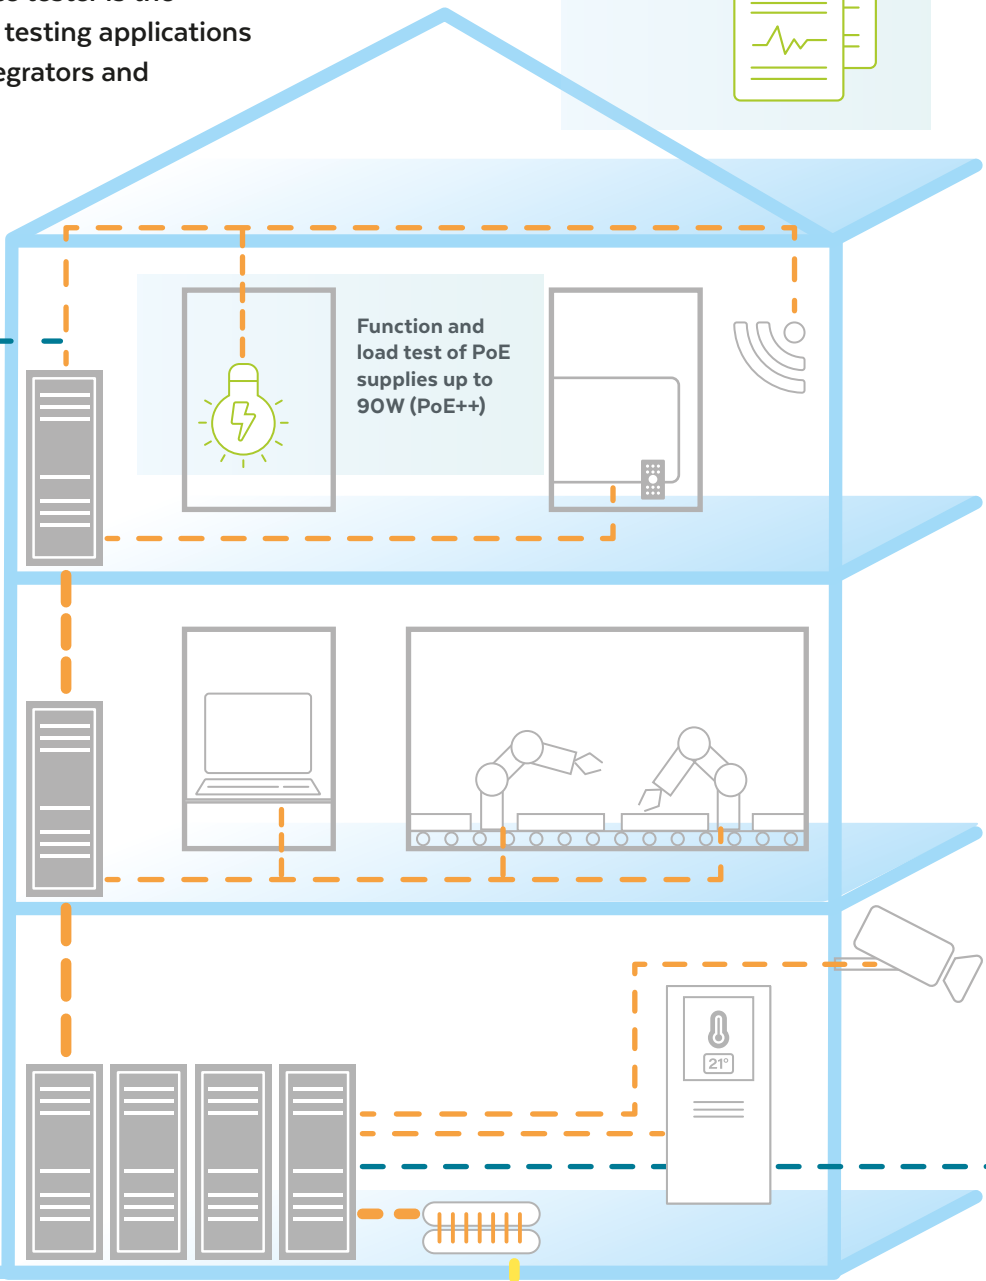 testing applications
egrators and
Function and
load test of PoE
supplies up to
90W (PoE++)
21°